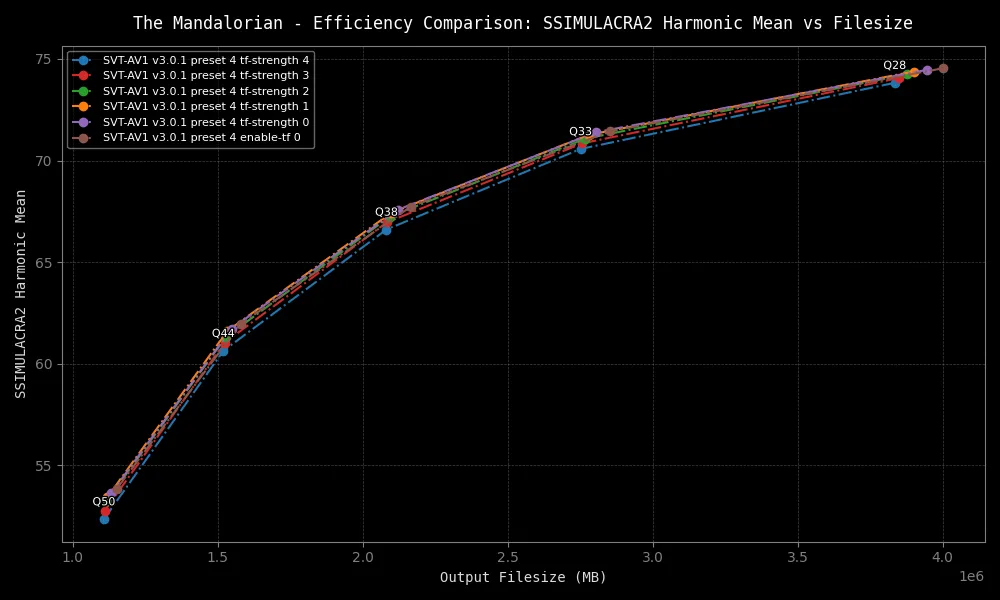 The Mandalorian - Efficiency Comparison: SSIMULACRA2 Harmonic Mean vs Filesize
SVT-AV1 v3.0.1 preset 4 tf-strength 4
SVT-AV1 v3.0.1 preset 4 tf-strength 3
SVT-AV1 v3.0.1 preset 4 tf-strength 2
SVT-AV1 v3.0.1 preset 4 tf-strength 1
SVT-AV1 v3.0.1 preset 4 tf-strength 0
SVT-AV1 v3.0.1 preset 4 enable-tf 0
SSIMULACRA2 Harmonic Mean
75
70
65
60
55
Q28
Q33
Q38
Q44
Q50
1.0
1.5
2.0
2.5
3.0
3.5
4.0
1e6
Output Filesize (MB)